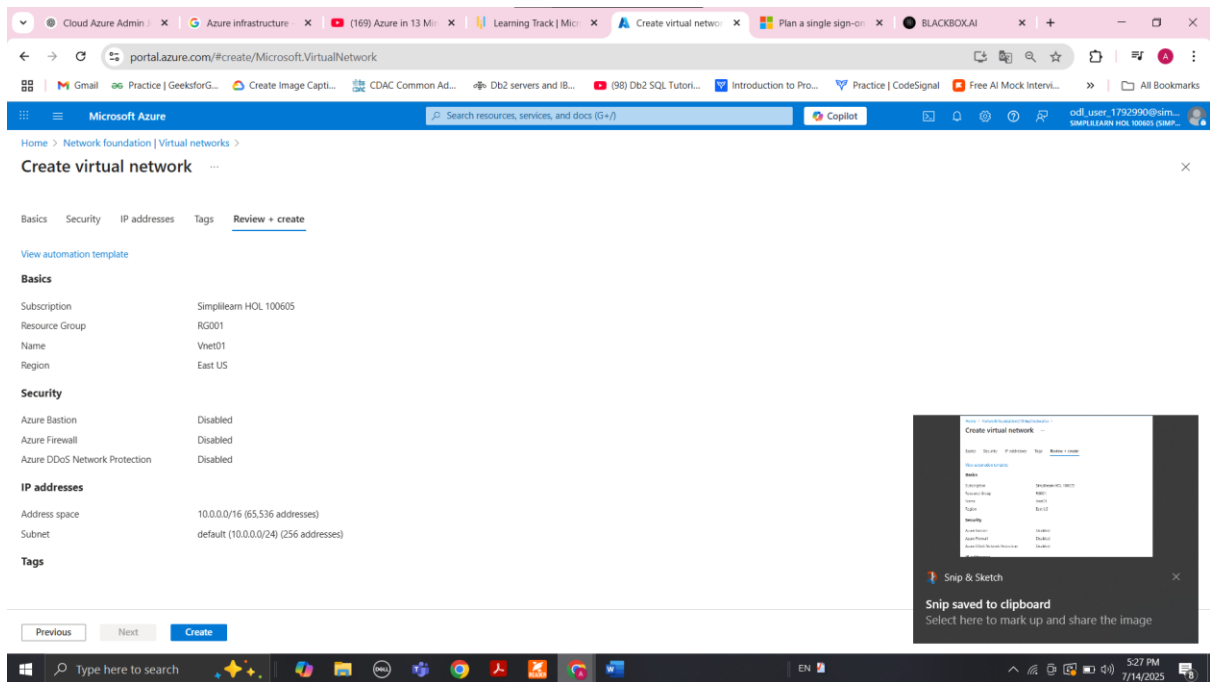 Cloud Azure Admin
Azure infrastructure
(169) Azure in 13 Min
Learning Track | Micr
Create virtual networ
Plan a single sign-on
BLACKBOX.AI
portal.azure.com/#create/Microsoft.VirtualNetwork
Gmail
Practice | GeeksforG...
Create Image Capti...
CDAC Common Ad...
Db2 servers and IB...
(98) Db2 SQL Tutori...
Introduction to Pro...
Practice | CodeSignal
Free AI Mock Intervi...
All Bookmarks
Microsoft Azure
Search resources, services, and docs (G+/)
Copilot
odl_user_1792990@sim...
SIMPLILEARN HOL 100605 (SIMP...
Home > Network foundation | Virtual networks >
Create virtual network ...
Basics Security IP addresses Tags Review + create
View automation template
Basics
Subscription Simplilearn HOL 100605
Resource Group RG001
Name Vnet01
Region East US
Security
Azure Bastion Disabled
Azure Firewall Disabled
Azure DDoS Network Protection Disabled
IP addresses
Address space 10.0.0.0/16 (65,536 addresses)
Subnet default (10.0.0.0/24) (256 addresses)
Tags
Create virtual network
Snip & Sketch
Snip saved to clipboard
Select here to mark up and share the image
Previous Next Create
Type here to search
EN
5:27 PM
7/14/2025